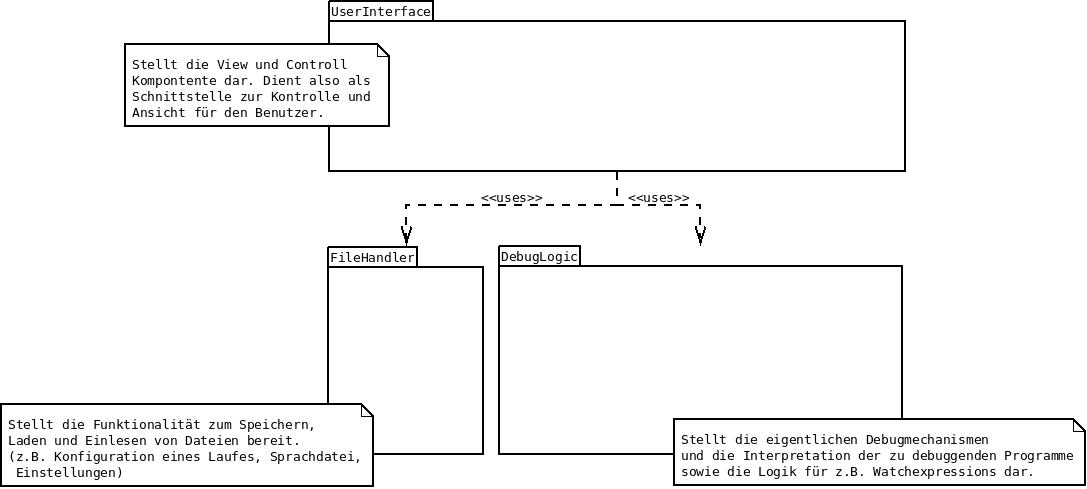 UserInterface
Stellt die View und Controll
Kompontente dar. Dient also als
Schnittstelle zur Kontrolle und
Ansicht für den Benutzer.
<<uses>>
<<uses>>
FileHandler
DebugLogic
Stellt die Funktionalität zum Speichern,
Laden und Einlesen von Dateien bereit.
(z.B. Konfiguration eines Laufes, Sprachdatei,
Einstellungen)
Stellt die eigentlichen Debugmechanismen
und die Interpretation der zu debuggenden Programme
sowie die Logik für z.B. Watchexpressions dar.